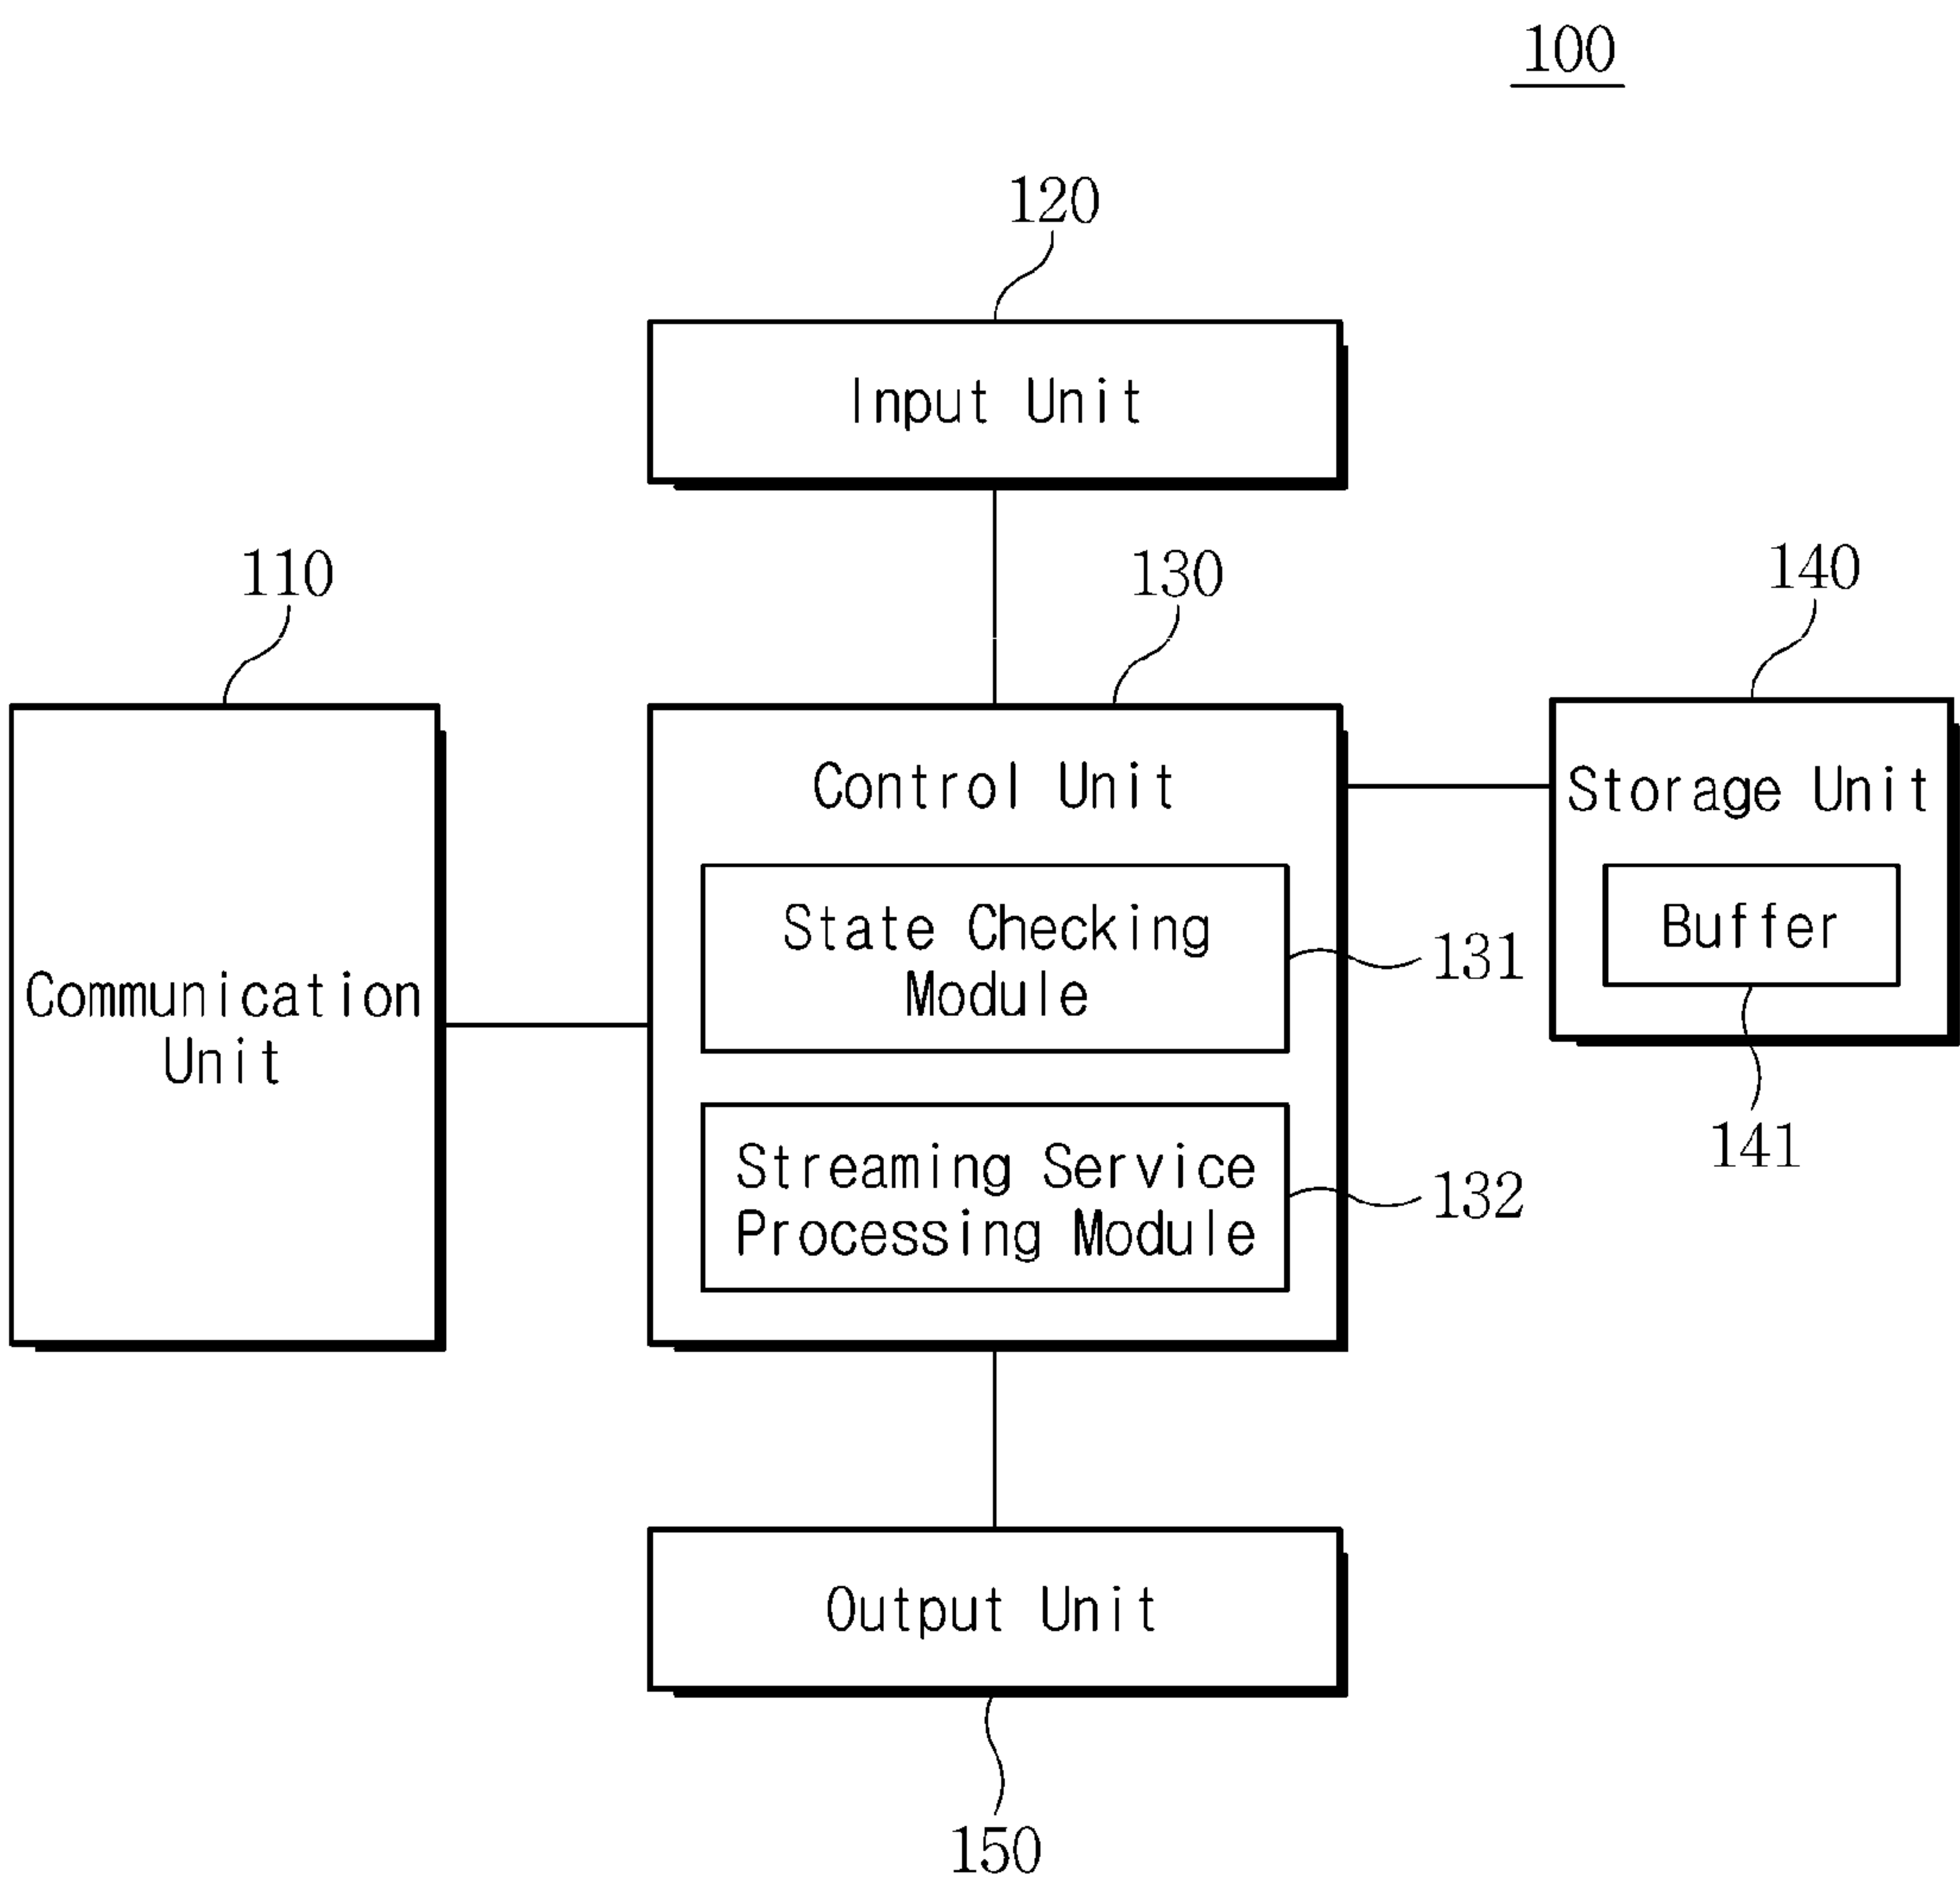 100
120
Input Unit
110
130
140
Control Unit
Storage Unit
State Checking
Module
131
Buffer
Communication
Unit
141
Streaming Service
Processing Module
132
Output Unit
150